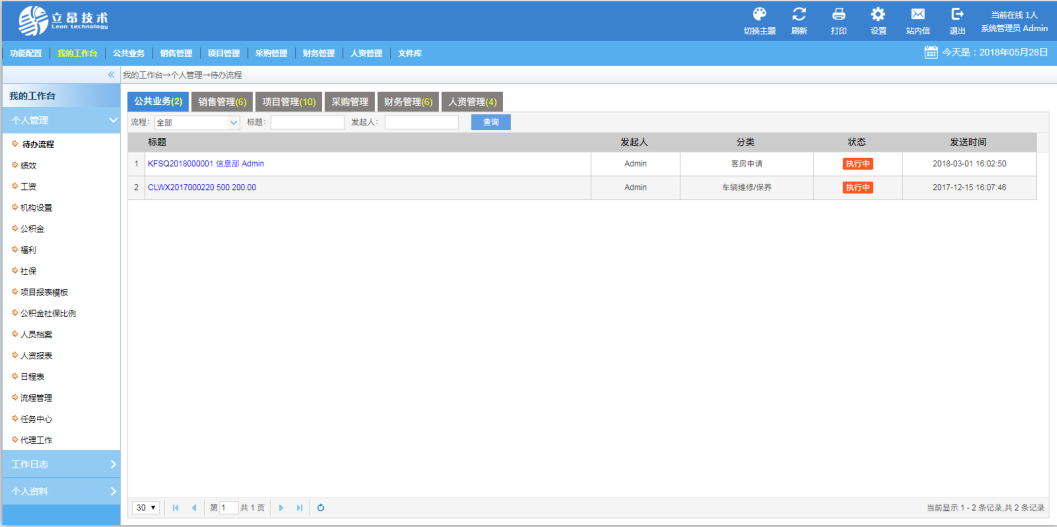 立昂技术
Leon technology
切换主题 刷新 打印 设置 站内信 退出
当前在线 1人
系统管理员 Admin
功能配置 我的工作台 公共业务 销售管理 项目管理 采购管理 财务管理 人资管理 文件库
今天是：2018年05月28日
我的工作台→个人管理→待办流程
我的工作台
个人管理
待办流程
绩效
工资
机构设置
公积金
福利
社保
项目报表模板
公积金社保比例
人员档案
人资报表
日程表
流程管理
任务中心
代理工作
工作日志
个人资料
公共业务(2) 销售管理(6) 项目管理(10) 采购管理 财务管理(6) 人资管理(4)
流程: 全部 标题: 发起人: 查询
标题 发起人 分类 状态 发送时间
1 KFSQ2018000001 信息部 Admin Admin 客房申请 执行中 2018-03-01 16:02:50
2 CLWX2017000220 500 200.00 Admin 车辆维修/保养 执行中 2017-12-15 16:07:46
30 第 1 共 1 页
当前显示 1 - 2 条记录,共 2 条记录